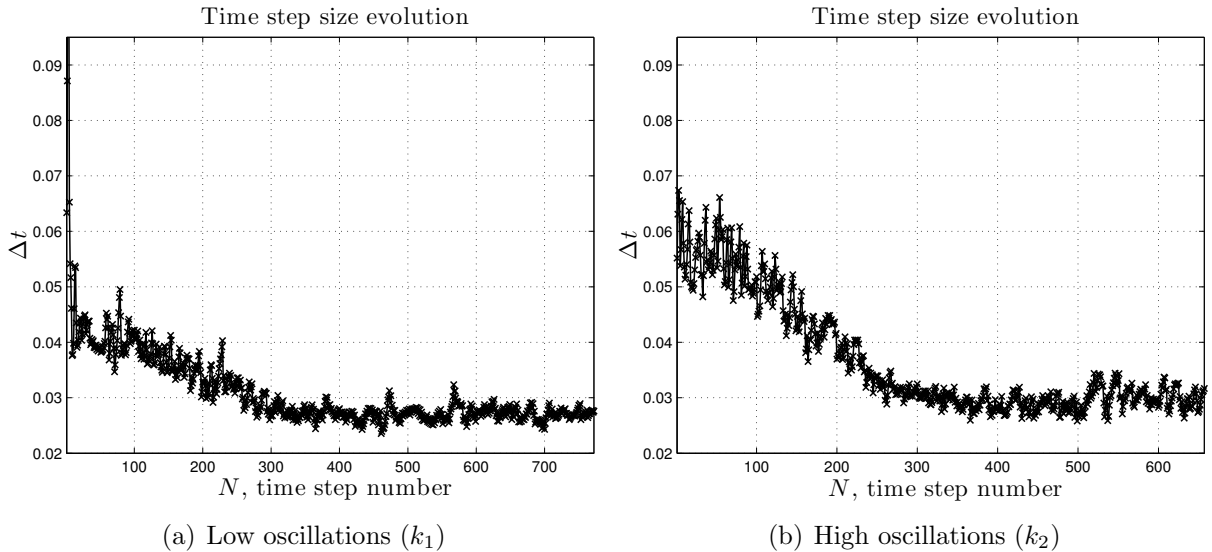 Time step size evolution
0.09
0.08
0.07
0.06
0.05
0.04
0.03
0.02
Δt
100 200 300 400 500 600 700
N, time step number
(a) Low oscillations (k₁)
Time step size evolution
0.09
0.08
0.07
0.06
0.05
0.04
0.03
0.02
Δt
100 200 300 400 500 600
N, time step number
(b) High oscillations (k₂)